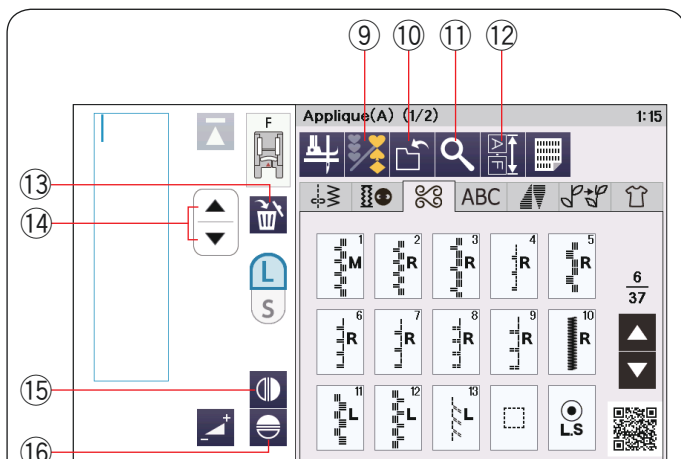 ⑨ ⑩ ⑪ ⑫
Applique(A) (1/2) 1:15
F
A
A F
⑬
⑭
ABC
1 M
2 R
3 R
4 R
5 R
6
37
L
S
6 R
7 R
8 R
9 R
10 R
⑮
11 L
12 L
13 L
L.S
⑯